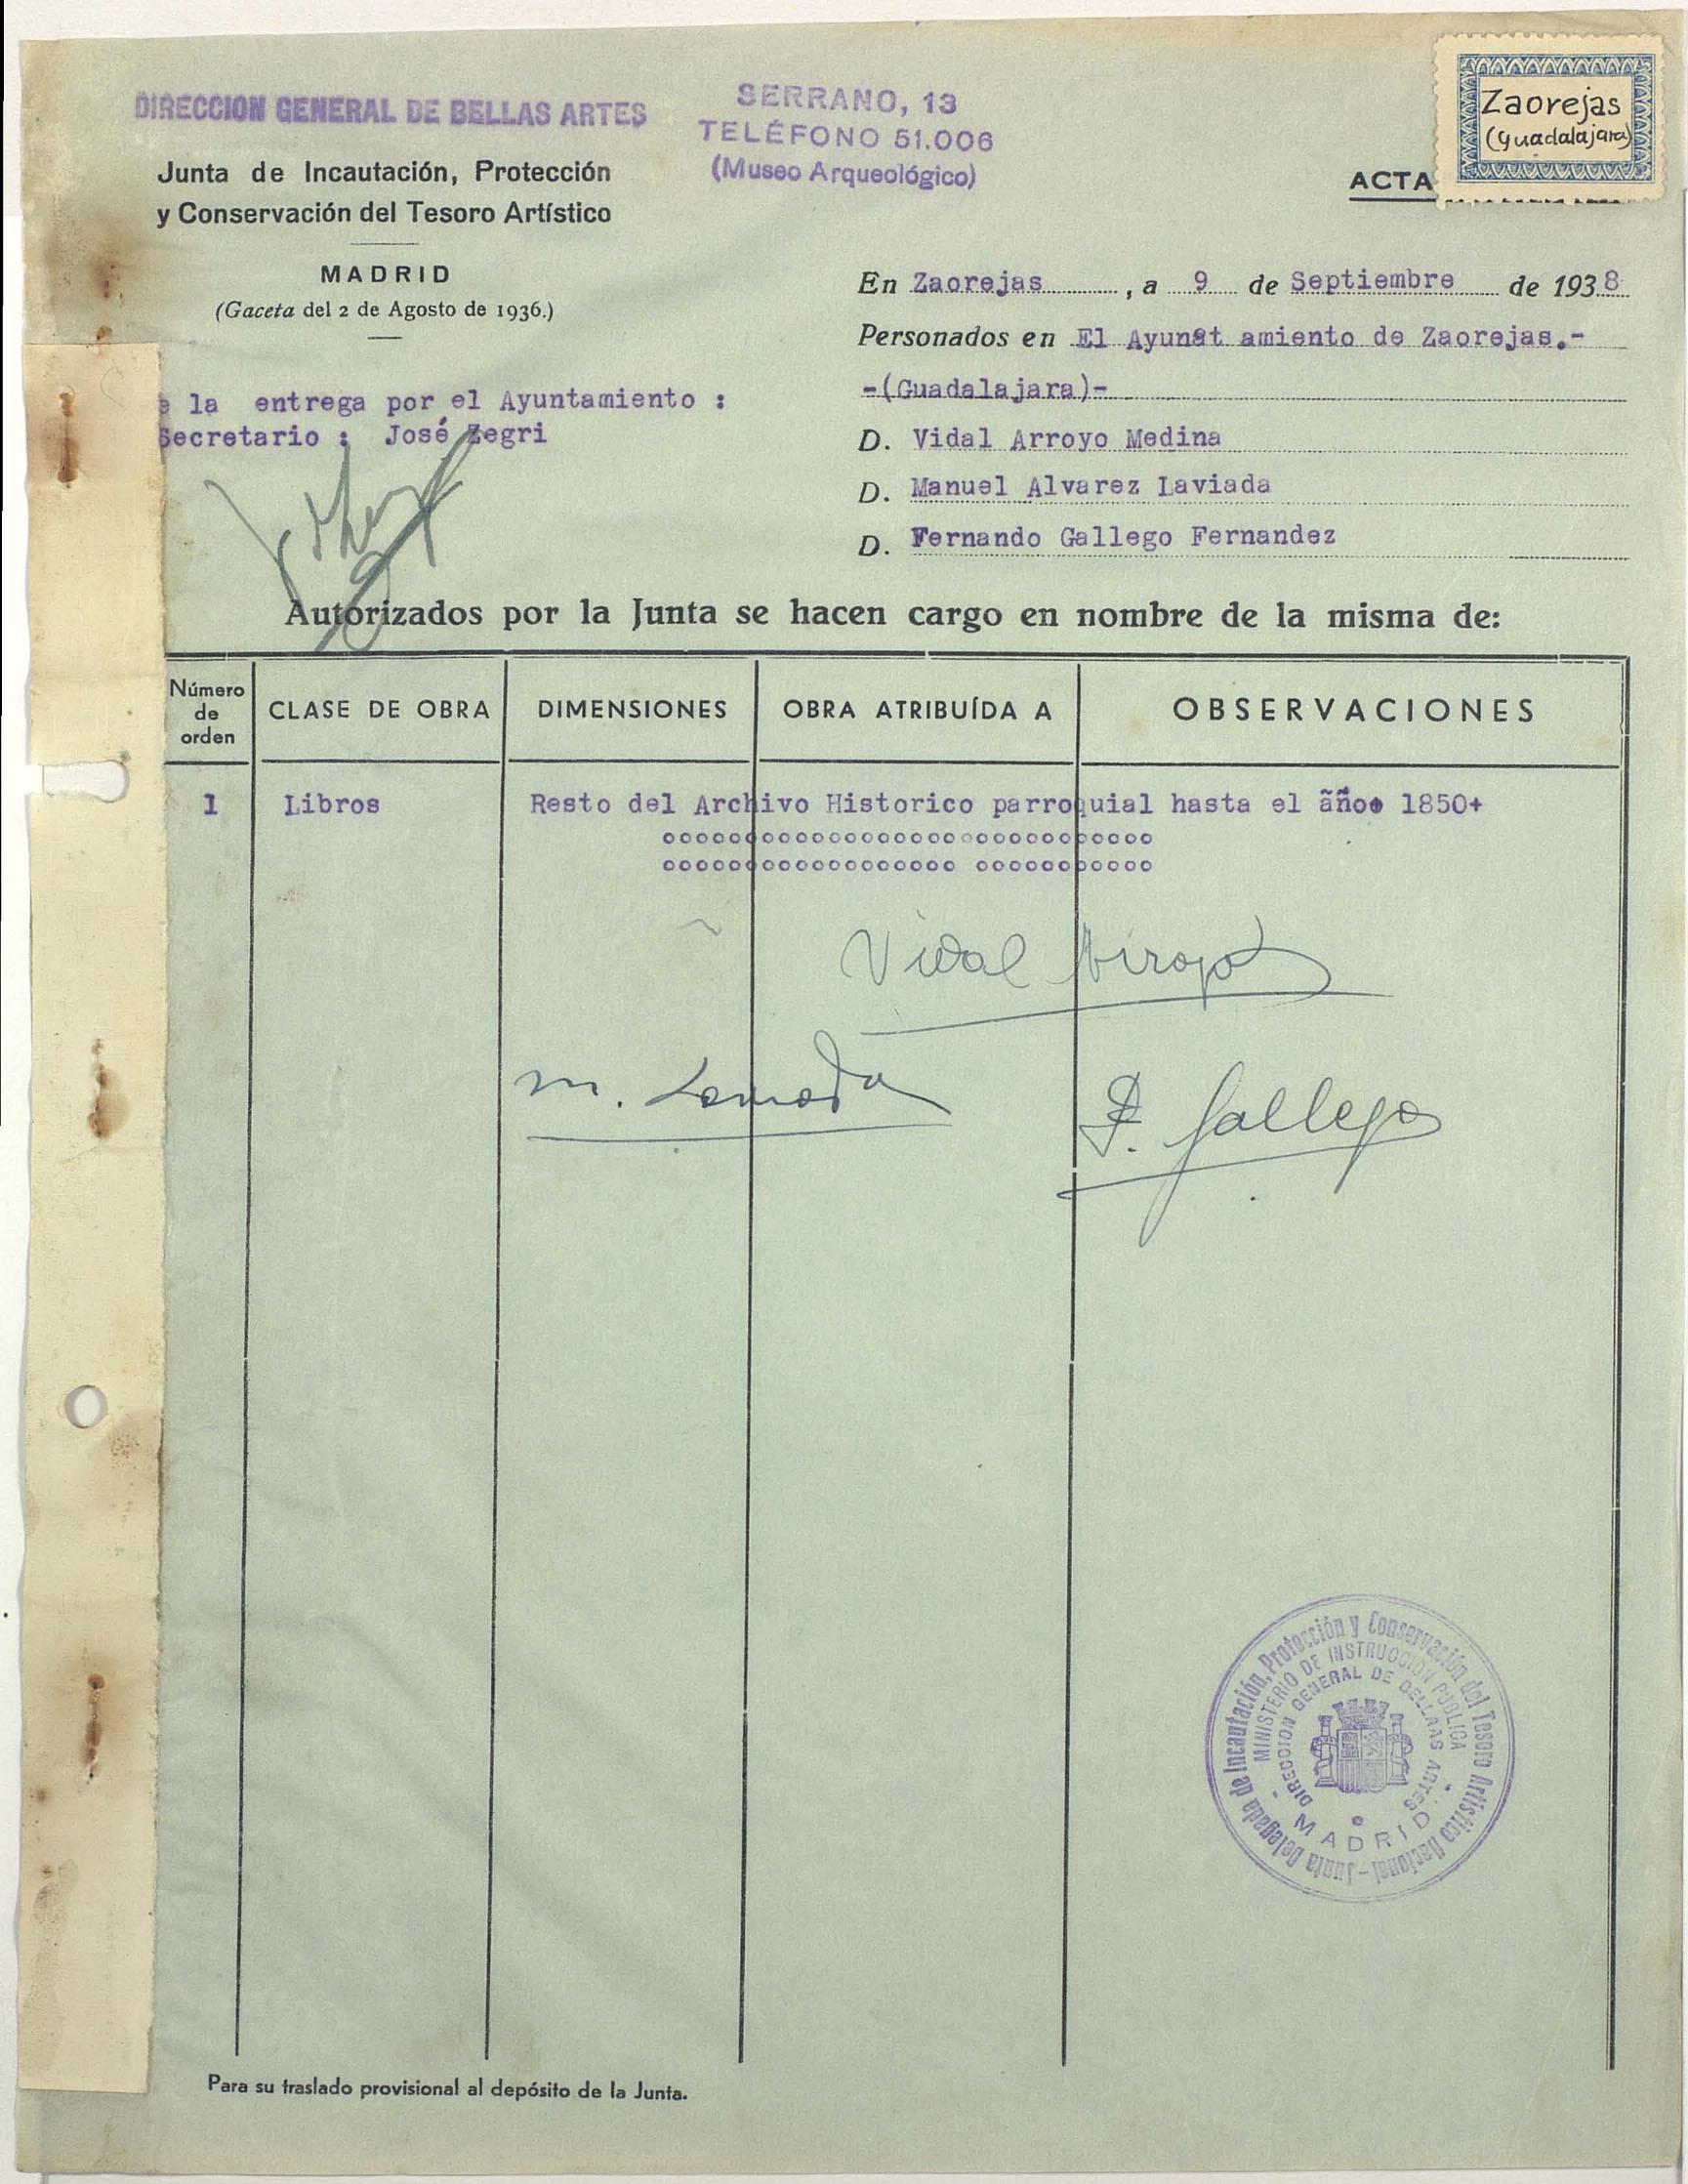 DIRECCION GENERAL DE BELLAS ARTES
SERRANO, 13
TELÉFONO 51.006
(Museo Arqueológico)
Zaorejas
(Guadalajara)
Junta de Incautación, Protección
y Conservación del Tesoro Artístico
ACTA
MADRID
(Gaceta del 2 de Agosto de 1936.)
En Zaorejas, a 9 de Septiembre de 1938
Personados en El Ayunat amiento de Zaorejas.-
-(Guadalajara)-
e la entrega por el Ayuntamiento :
Secretario : José Zegri
D. Vidal Arroyo Medina
D. Manuel Alvarez Laviada
D. Fernando Gallego Fernandez
Autorizados por la Junta se hacen cargo en nombre de la misma de:
Número de orden
CLASE DE OBRA
DIMENSIONES
OBRA ATRIBUÍDA A
OBSERVACIONES
1 Libros Resto del Archivo Historico parroquial hasta el año 1850+
Vidal Arroyo
M. Laviada
F. Gallego
Junta Delegada de Incautación, Protección y Conservación del Tesoro Artístico Nacional
MINISTERIO DE INSTRUCCION PUBLICA
DIRECCION GENERAL DE BELLAS ARTES
MADRID
Para su traslado provisional al depósito de la Junta.